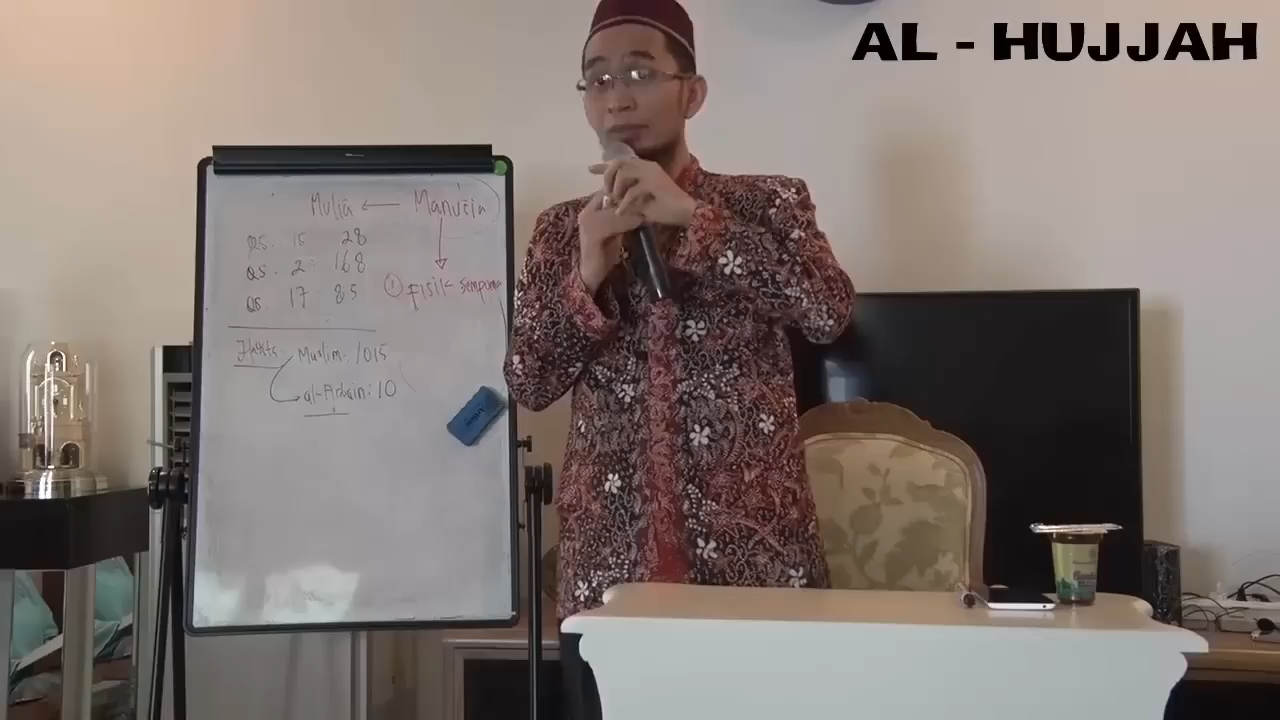 AL - HUJJAH
Mulia ← Manusia
QS. 15 28
QS. 2 168
QS. 17 85
① Fisik sempurna
Hadits Muslim: 1015
al-Arbain: 10